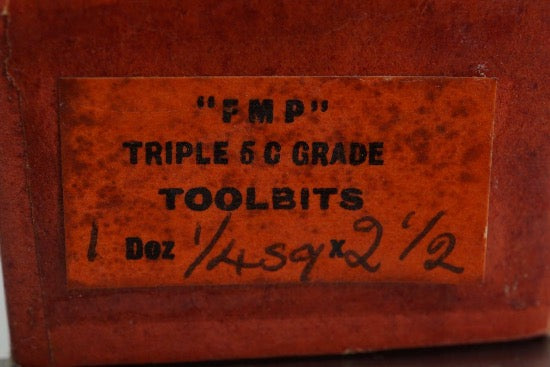 "FMP"
TRIPLE 5 C GRADE
TOOLBITS
1 Doz 1/4 sq x 2 1/2